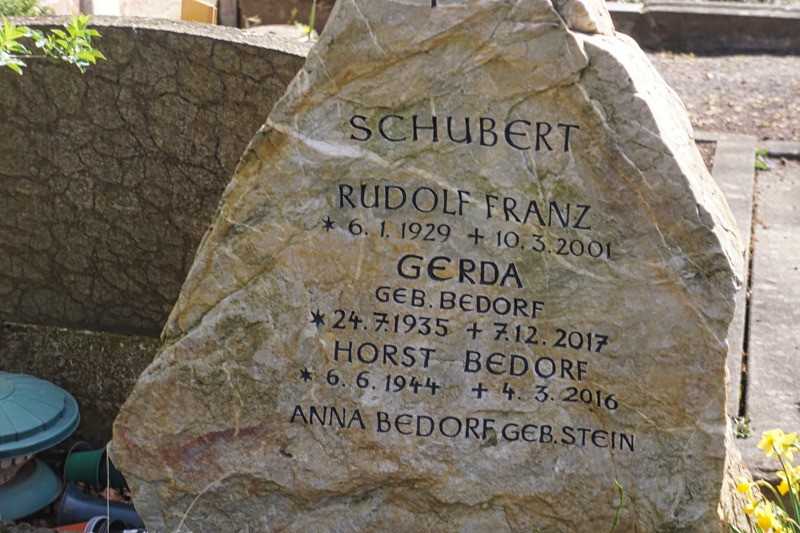 SCHUBERT
RUDOLF FRANZ
* 6. 1. 1929 + 10. 3. 2001
GERDA
GEB. BEDORF
* 24. 7. 1935 + 7. 12. 2017
HORST BEDORF
* 6. 6. 1944 + 4. 3. 2016
ANNA BEDORF GEB. STEIN